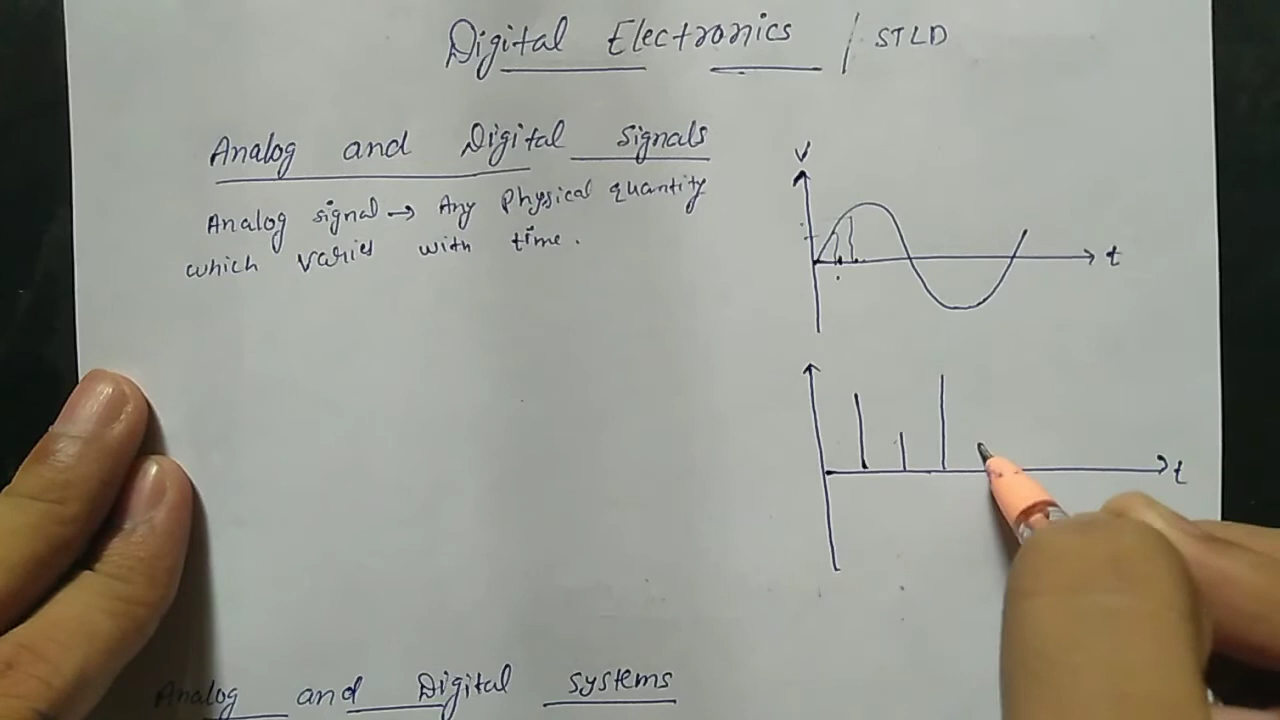 Digital Electronics / STLD
Analog and Digital Signals
Analog signal → Any Physical quantity
which varies with time.
V
t
t
Analog and Digital systems